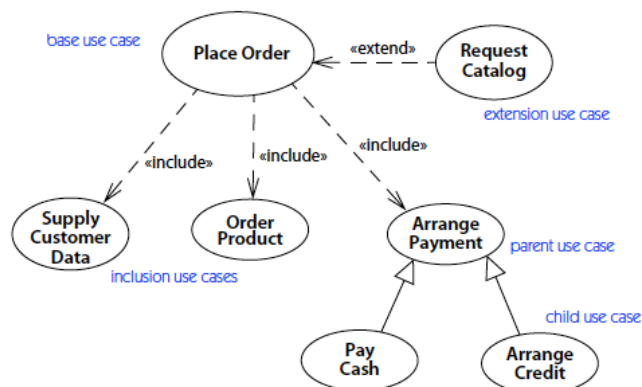 base use case
Place Order
«extend»
Request
Catalog
extension use case
«include»
«include»
«include»
Supply
Customer
Data
Order
Product
Arrange
Payment
inclusion use cases
parent use case
child use case
Pay
Cash
Arrange
Credit